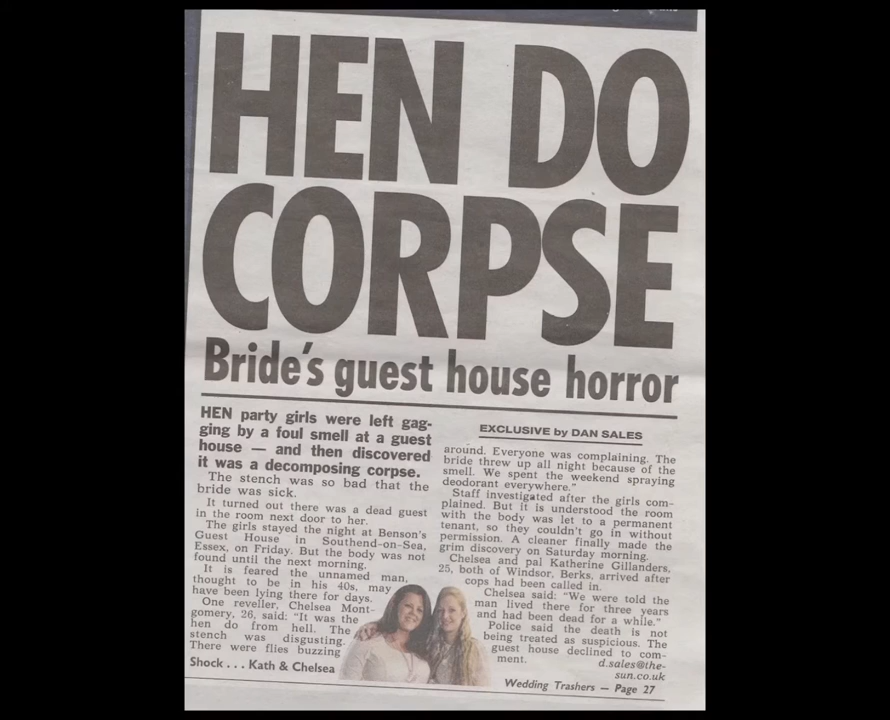 HEN DO
CORPSE
Bride's guest house horror
HEN party girls were left gag-
ging by a foul smell at a guest
house — and then discovered
it was a decomposing corpse.
The stench was so bad that the
bride was sick.
It turned out there was a dead guest
in the room next door to her.
The girls stayed the night at Benson's
Guest House in Southend-on-Sea,
Essex, on Friday. But the body was not
found until the next morning.
It is feared the unnamed man,
thought to be in his 40s, may
have been lying there for days.
One reveller, Chelsea Mont-
gomery, 26, said: "It was the
hen do from hell. The
stench was disgusting.
There were flies buzzing
Shock . . . Kath & Chelsea
EXCLUSIVE by DAN SALES
around. Everyone was complaining. The
bride threw up all night because of the
smell. We spent the weekend spraying
deodorant everywhere."
Staff investigated after the girls com-
plained. But it is understood the room
with the body was let to a permanent
tenant, so they couldn't go in without
permission. A cleaner finally made the
grim discovery on Saturday morning.
Chelsea and pal Katherine Gillanders,
25, both of Windsor, Berks, arrived after
cops had been called in.
Chelsea said: "We were told the
man lived there for three years
and had been dead for a while."
Police said the death is not
being treated as suspicious. The
guest house declined to com-
ment. d.sales@the-
sun.co.uk
Wedding Trashers — Page 27